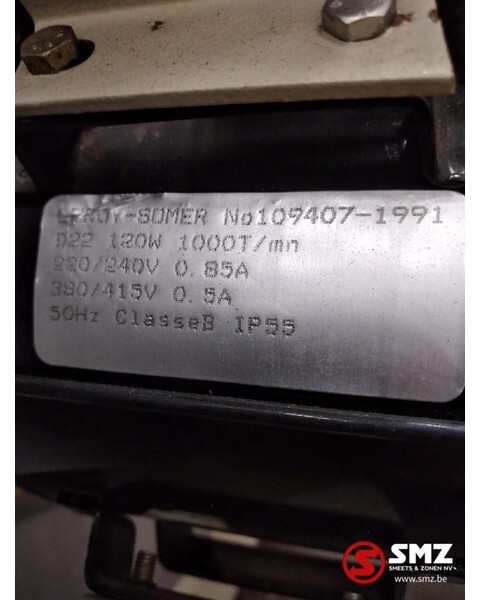 LEROY-SOMER No109407-1991
D22 120W 1000T/mn
220/240V 0.85A
380/415V 0.5A
50Hz ClasseB IP55
SMZ
SMEETS & ZONEN NV
www.smz.be